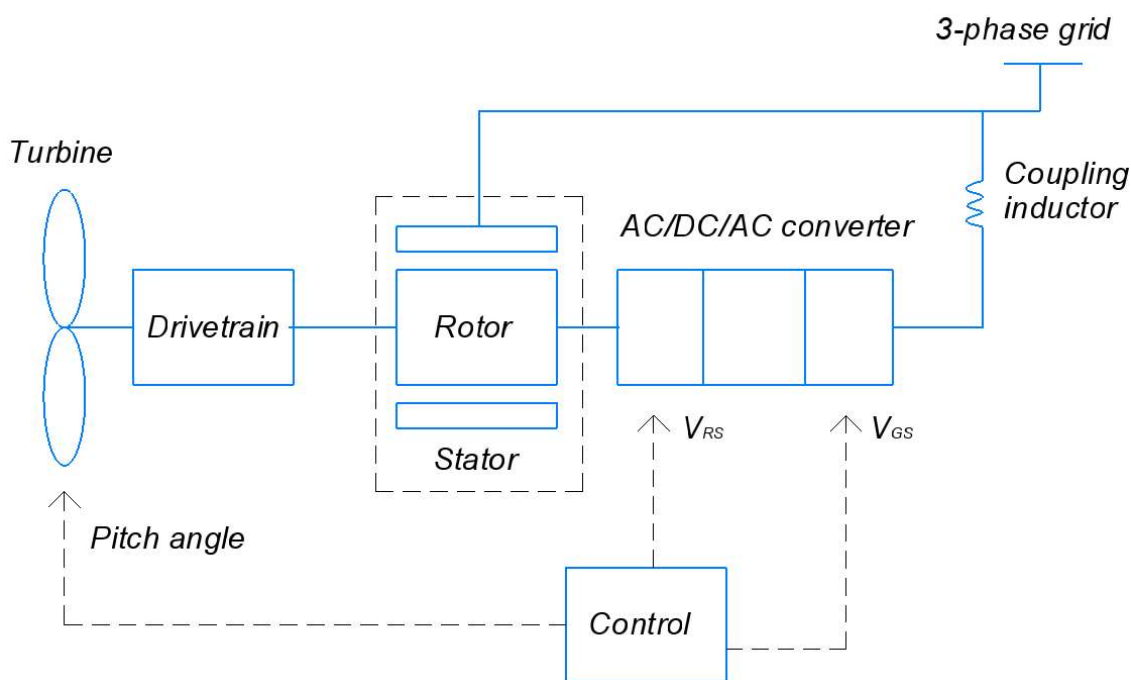 3-phase grid
Turbine
Coupling
inductor
AC/DC/AC converter
Drivetrain
Rotor
V_RS
V_GS
Stator
Pitch angle
Control